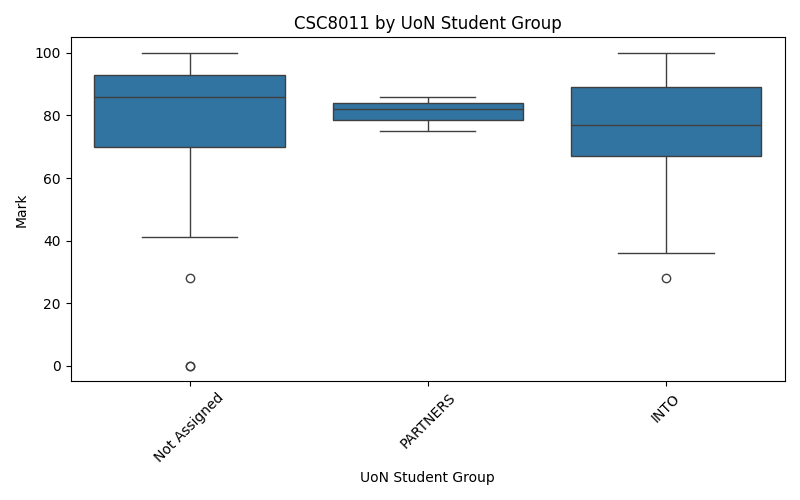 CSC8011 by UoN Student Group
Mark
100
80
60
40
20
0
Not Assigned
PARTNERS
INTO
UoN Student Group